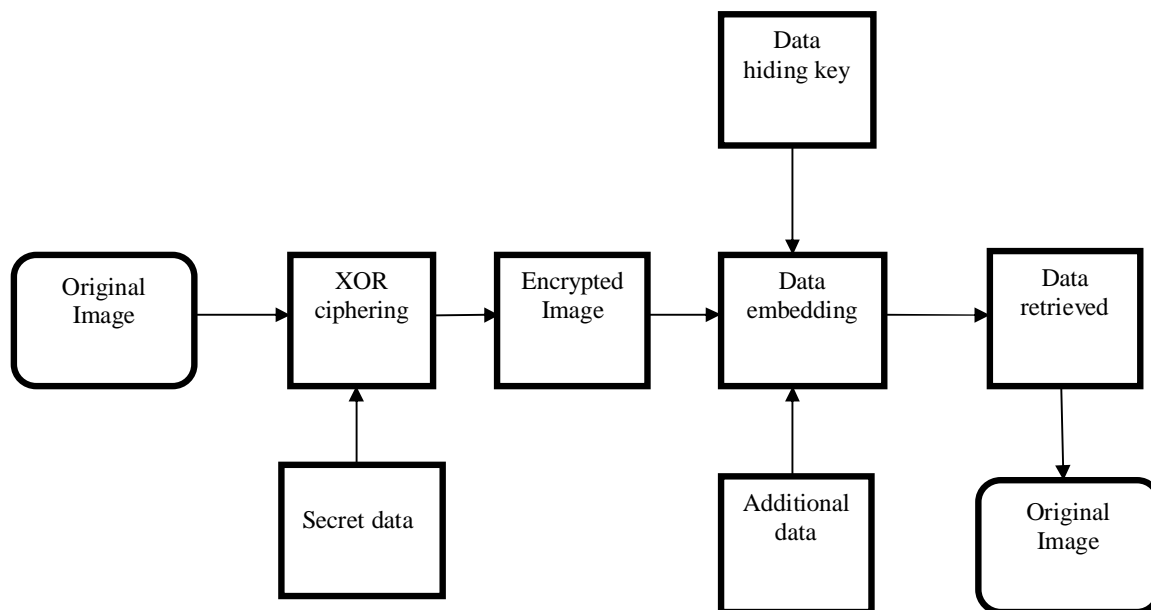 Data
hiding key
Original
Image
XOR
ciphering
Encrypted
Image
Data
embedding
Data
retrieved
Secret data
Additional
data
Original
Image